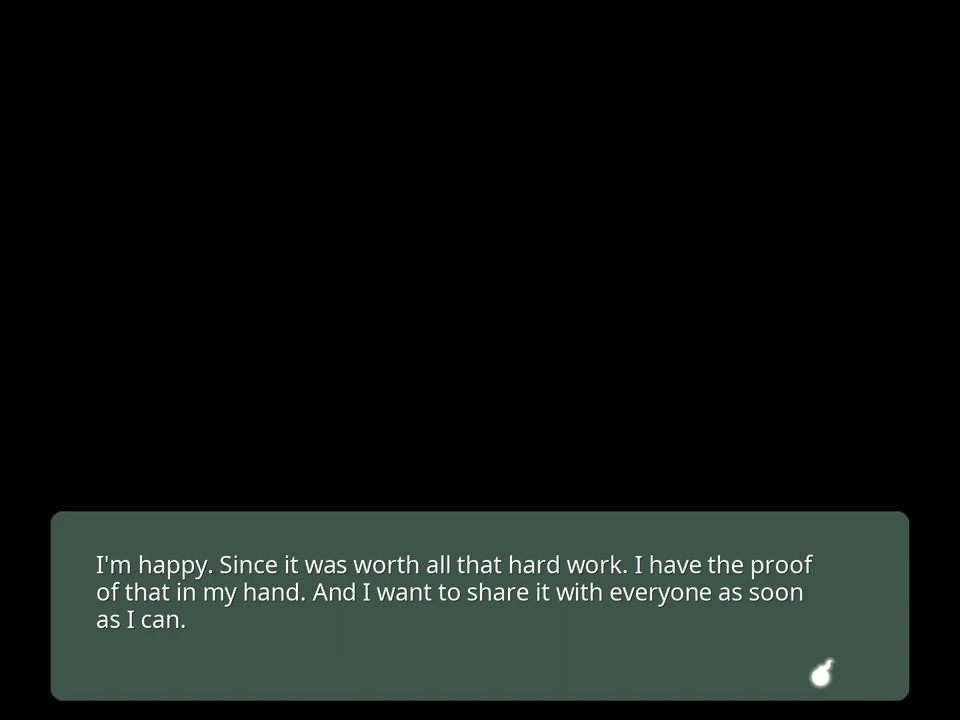 I'm happy. Since it was worth all that hard work. I have the proof
of that in my hand. And I want to share it with everyone as soon
as I can.